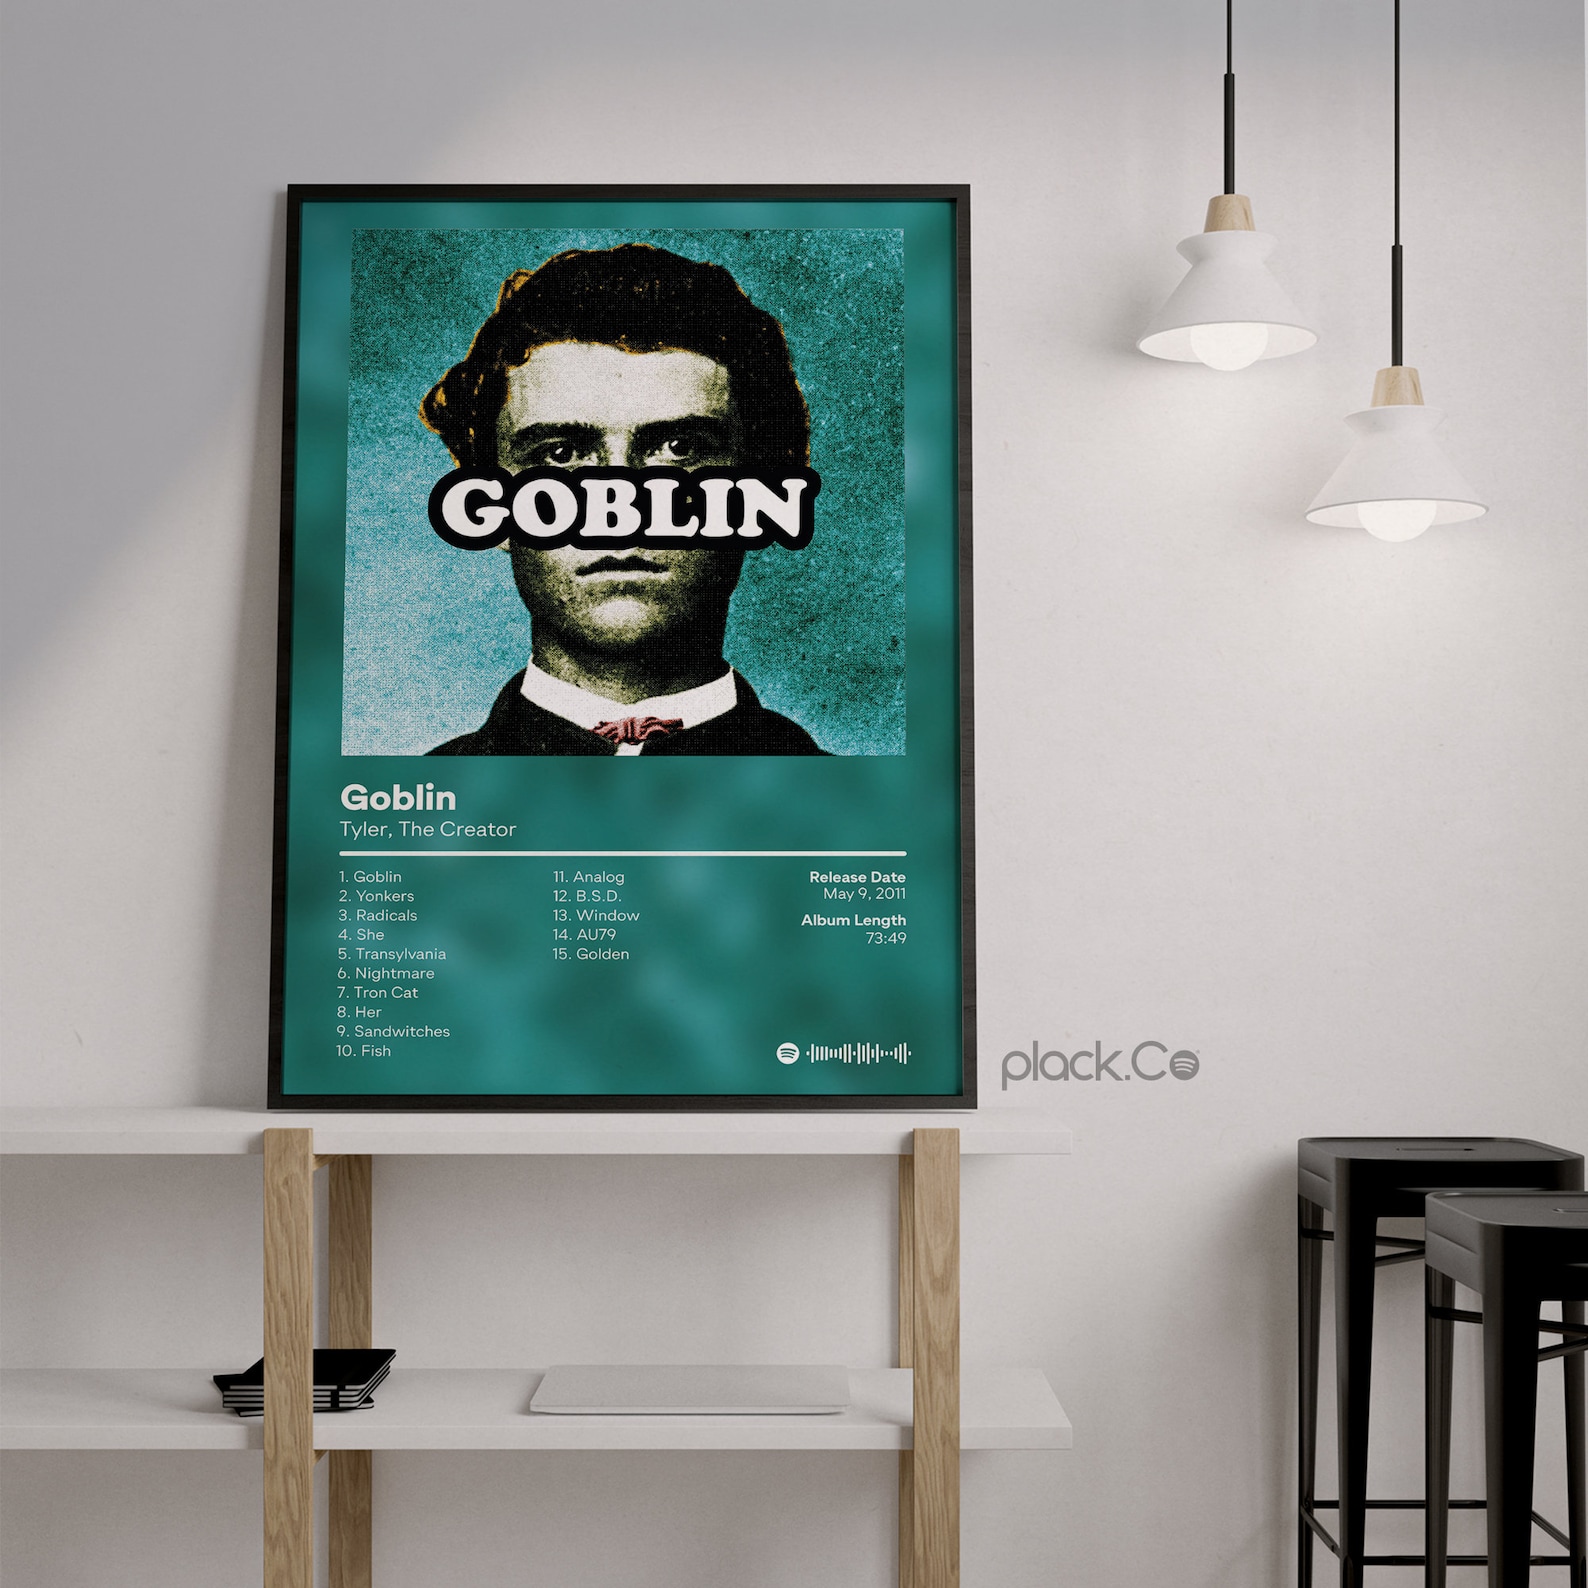 GOBLIN
Goblin
Tyler, The Creator
1. Goblin
2. Yonkers
3. Radicals
4. She
5. Transylvania
6. Nightmare
7. Tron Cat
8. Her
9. Sandwitches
10. Fish
11. Analog
12. B.S.D.
13. Window
14. AU79
15. Golden
Release Date
May 9, 2011
Album Length
73:49
plack.Co